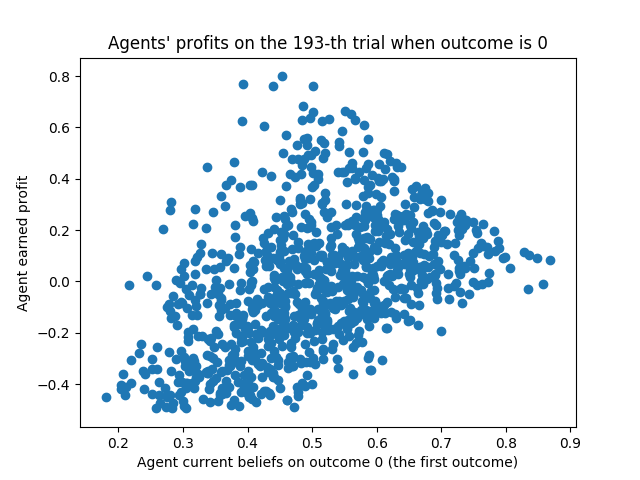 Agents' profits on the 193-th trial when outcome is 0
0.8
0.6
0.4
0.2
0.0
−0.2
−0.4
Agent earned profit
0.2 0.3 0.4 0.5 0.6 0.7 0.8 0.9
Agent current beliefs on outcome 0 (the first outcome)